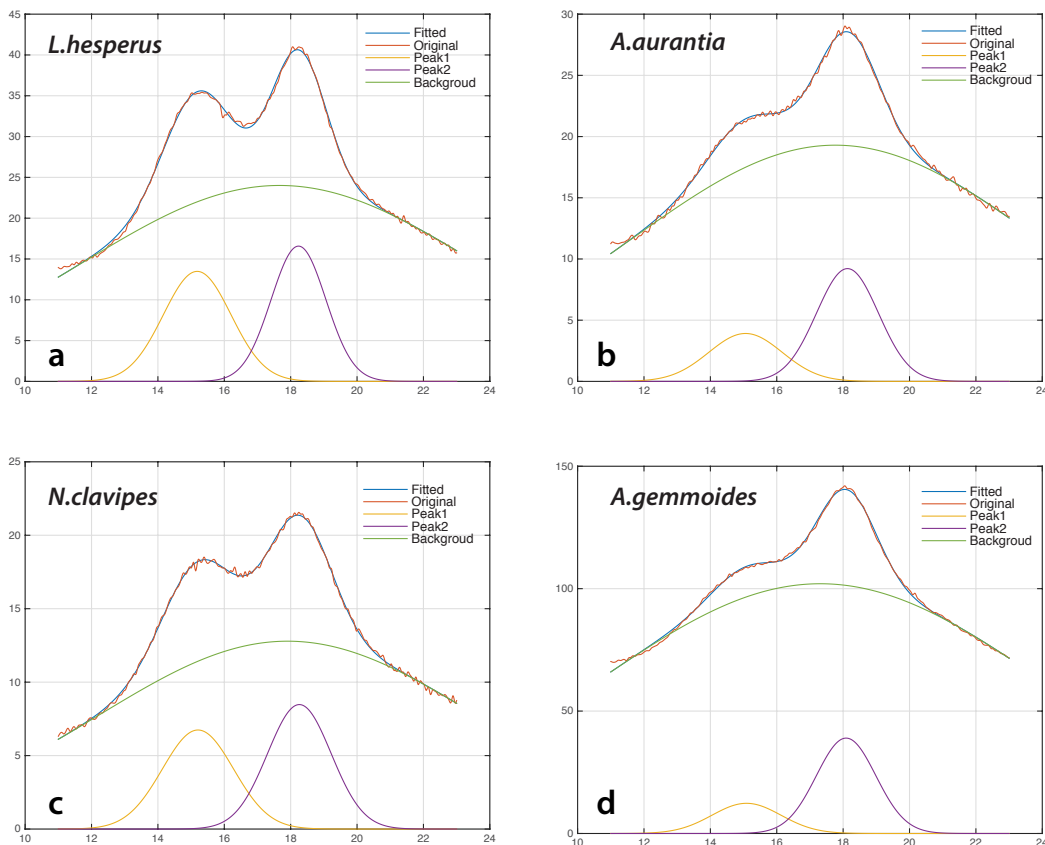 L.hesperus
Fitted
Original
Peak1
Peak2
Backgroud
a
45
40
35
30
25
20
15
10
5
0
10 12 14 16 18 20 22 24
A.aurantia
Fitted
Original
Peak1
Peak2
Backgroud
b
30
25
20
15
10
5
0
10 12 14 16 18 20 22 24
N.clavipes
Fitted
Original
Peak1
Peak2
Backgroud
c
25
20
15
10
5
0
10 12 14 16 18 20 22 24
A.gemmoides
Fitted
Original
Peak1
Peak2
Backgroud
d
150
100
50
0
10 12 14 16 18 20 22 24